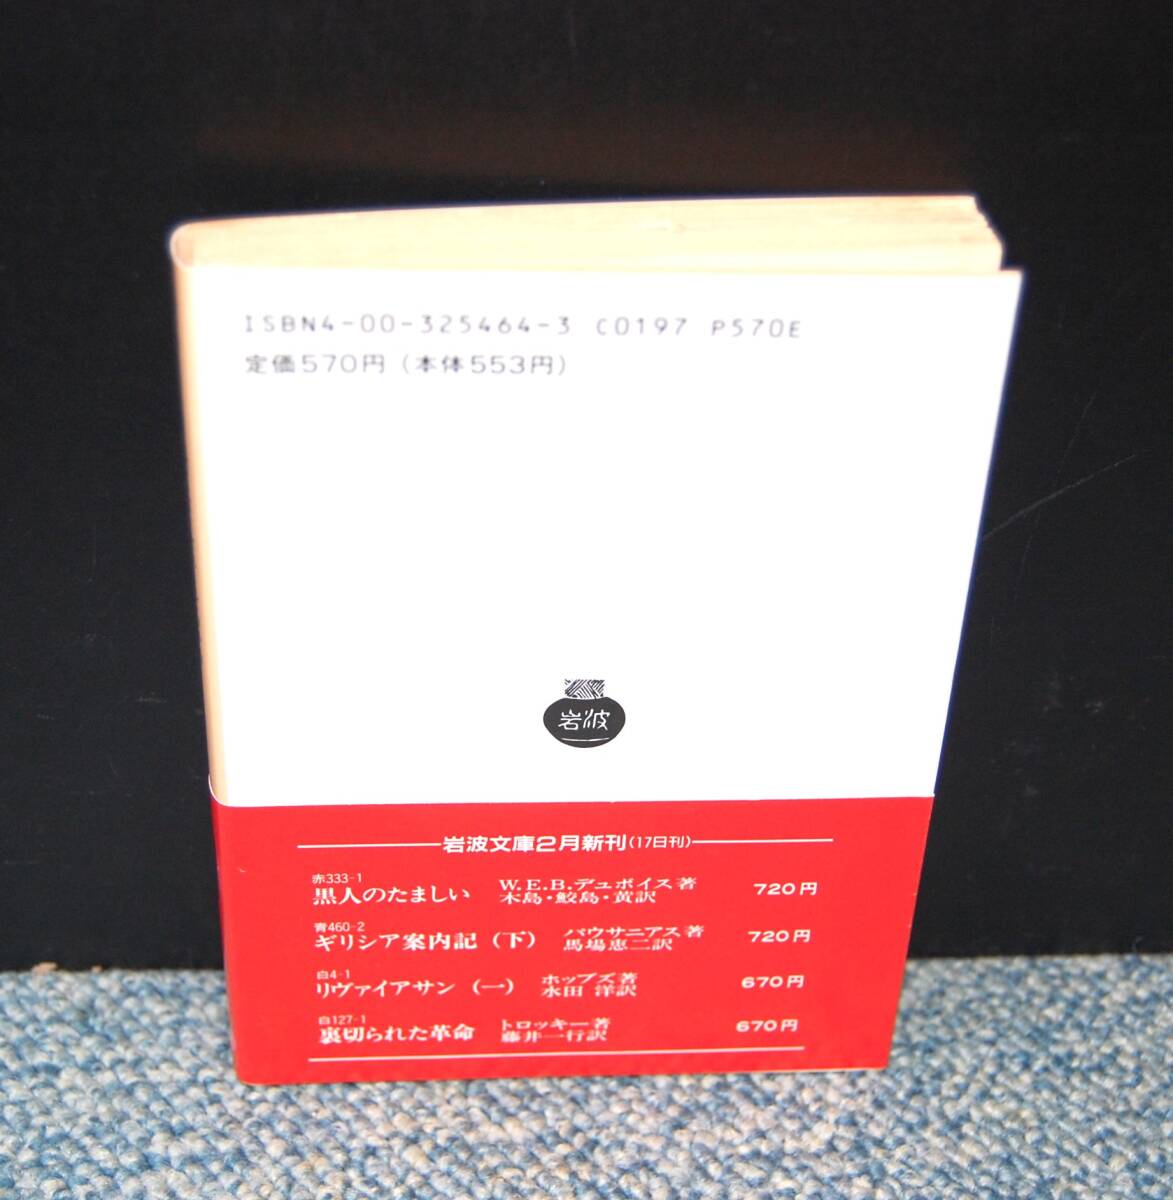 ISBN4-00-325464-3 C0197 P570E
定価570円（本体553円）
岩波
岩波文庫2月新刊（17日刊）
赤333-1
黒人のたましい W.E.B.デュボイス著 木島・鮫島・黄訳 720円
青460-2
ギリシア案内記（下） パウサニアス著 馬場恵二訳 720円
白4-1
リヴァイアサン（一） ホッブズ著 水田 洋訳 670円
白127-1
裏切られた革命 トロツキー著 藤井一行訳 670円